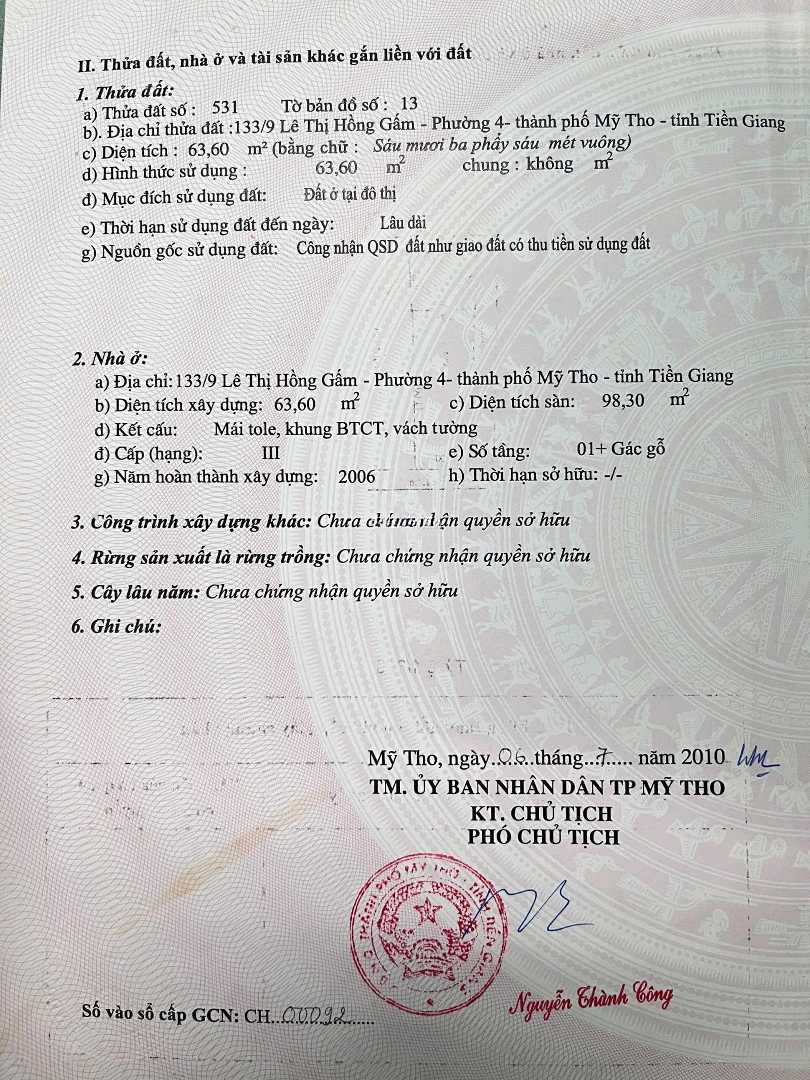 II. Thửa đất, nhà ở và tài sản khác gắn liền với đất
1. Thửa đất:
a) Thửa đất số : 531 Tờ bản đồ số : 13
b). Địa chỉ thửa đất :133/9 Lê Thị Hồng Gấm - Phường 4- thành phố Mỹ Tho - tỉnh Tiền Giang
c) Diện tích : 63,60 m² (bằng chữ : Sáu mươi ba phẩy sáu mét vuông)
d) Hình thức sử dụng : 63,60 m² chung : không m²
đ) Mục đích sử dụng đất: Đất ở tại đô thị
e) Thời hạn sử dụng đất đến ngày: Lâu dài
g) Nguồn gốc sử dụng đất: Công nhận QSD đất như giao đất có thu tiền sử dụng đất
2. Nhà ở:
a) Địa chỉ: 133/9 Lê Thị Hồng Gấm - Phường 4- thành phố Mỹ Tho - tỉnh Tiền Giang
b) Diện tích xây dựng: 63,60 m² c) Diện tích sàn: 98,30 m²
d) Kết cấu: Mái tole, khung BTCT, vách tường
đ) Cấp (hạng): III e) Số tầng: 01+ Gác gỗ
g) Năm hoàn thành xây dựng: 2006 h) Thời hạn sở hữu: -/-
3. Công trình xây dựng khác: Chưa chứng nhận quyền sở hữu
4. Rừng sản xuất là rừng trồng: Chưa chứng nhận quyền sở hữu
5. Cây lâu năm: Chưa chứng nhận quyền sở hữu
6. Ghi chú:
Mỹ Tho, ngày..06..tháng..7..... năm 2010
TM. ỦY BAN NHÂN DÂN TP MỸ THO
KT. CHỦ TỊCH
PHÓ CHỦ TỊCH
Nguyễn Thành Công
Số vào sổ cấp GCN: CH..00092......